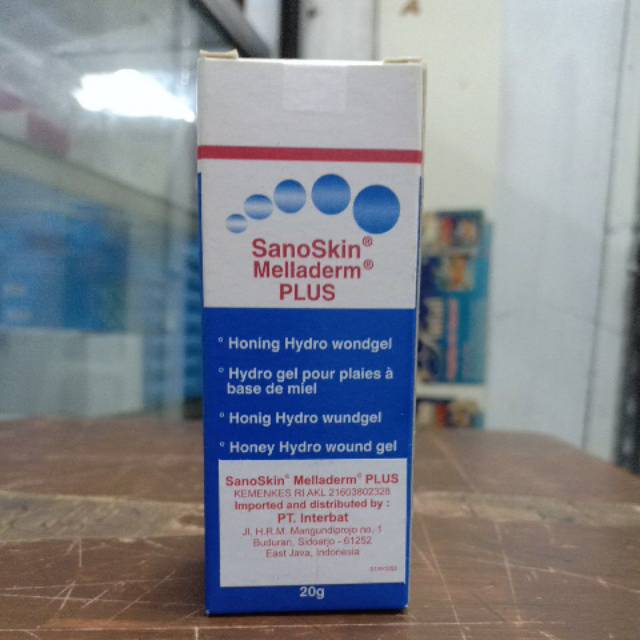 SanoSkin®
Melladerm®
PLUS
° Honing Hydro wondgel
° Hydro gel pour plaies à
base de miel
° Honig Hydro wundgel
° Honey Hydro wound gel
SanoSkin® Melladerm® PLUS
KEMENKES RI AKL 21603802328
Imported and distributed by :
PT. Interbat
Jl. H.R.M. Mangundiprojo no. 1
Buduran, Sidoarjo - 61252
East Java, Indonesia
20g